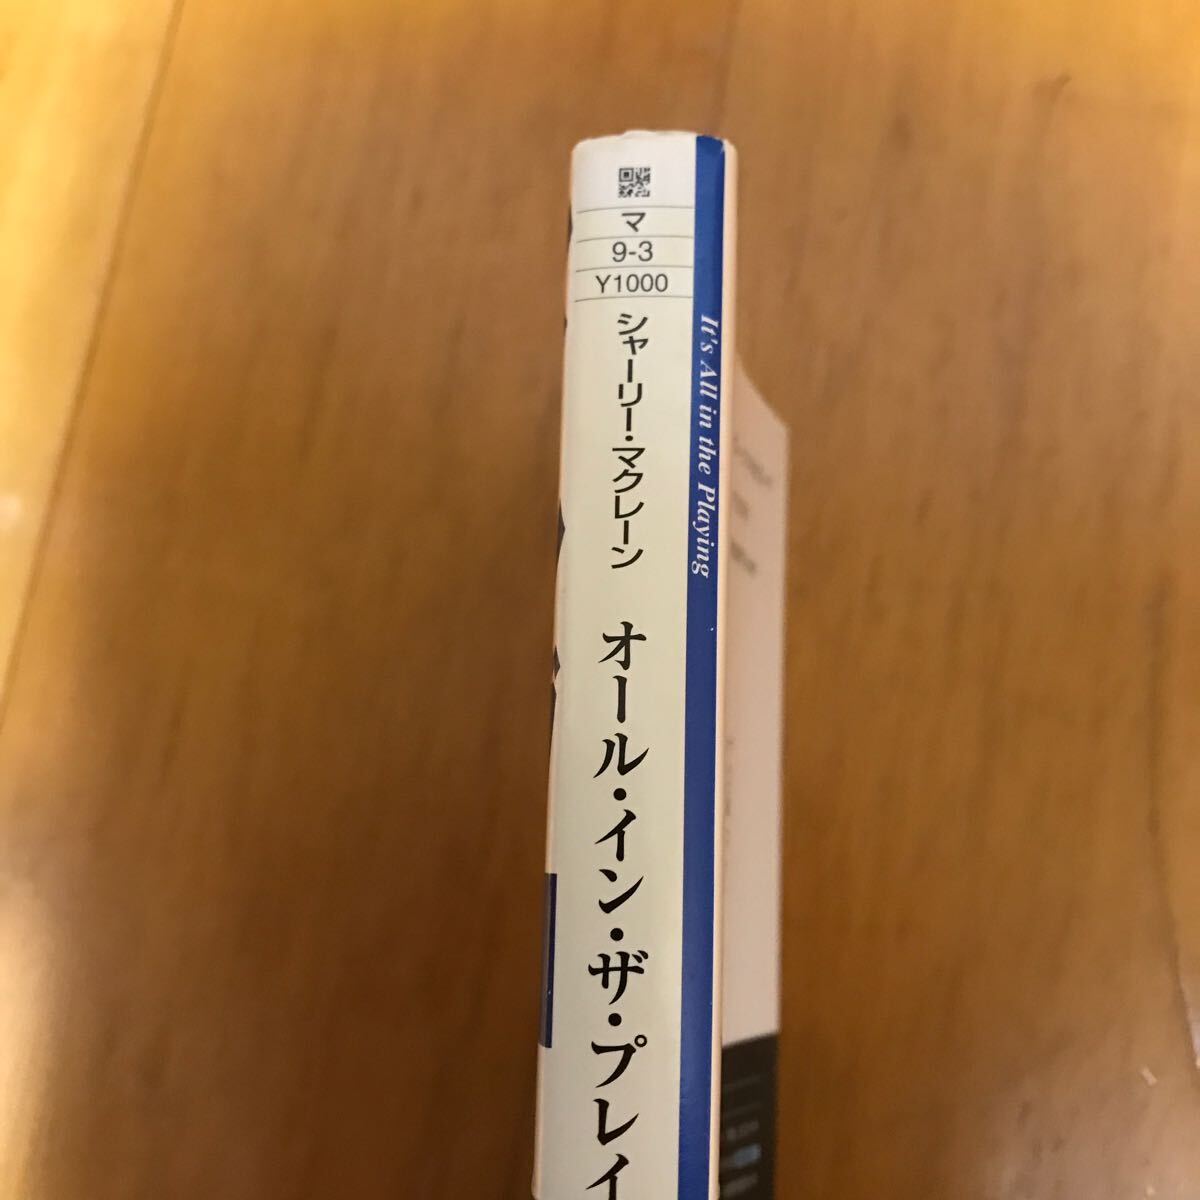 マ
9-3
Y1000
シャーリー・マクレーン
オール・イン・ザ・プレイ
It's All in the Playing